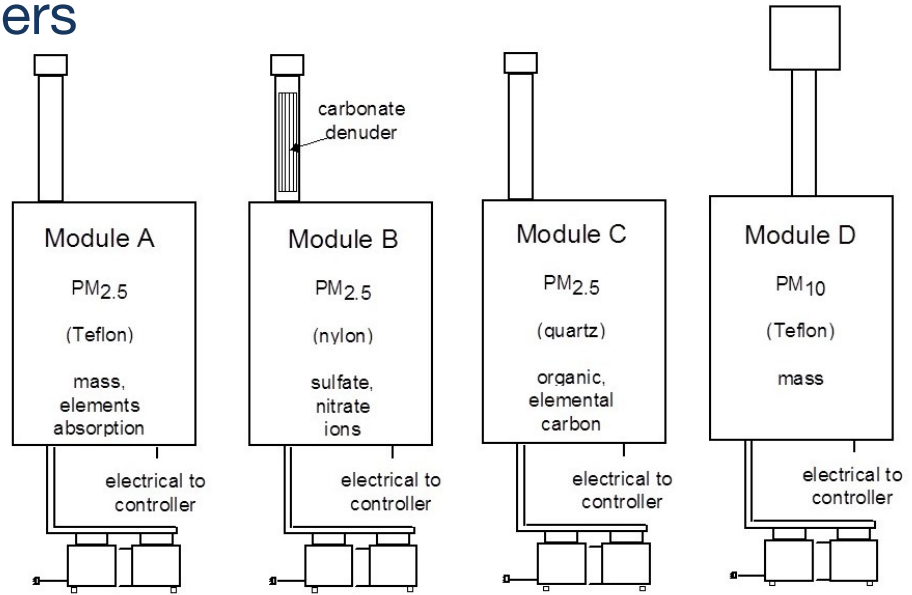 ers
carbonate
denuder
Module A
PM2.5
(Teflon)
mass,
elements
absorption
electrical to
controller
Module B
PM2.5
(nylon)
sulfate,
nitrate
ions
electrical to
controller
Module C
PM2.5
(quartz)
organic,
elemental
carbon
electrical to
controller
Module D
PM10
(Teflon)
mass
electrical to
controller